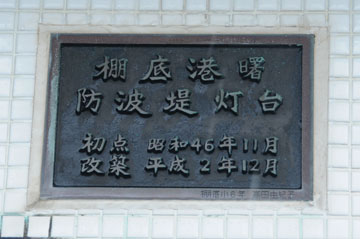 棚底港曙
防波堤灯台
初点 昭和46年11月
改築 平成2年12月